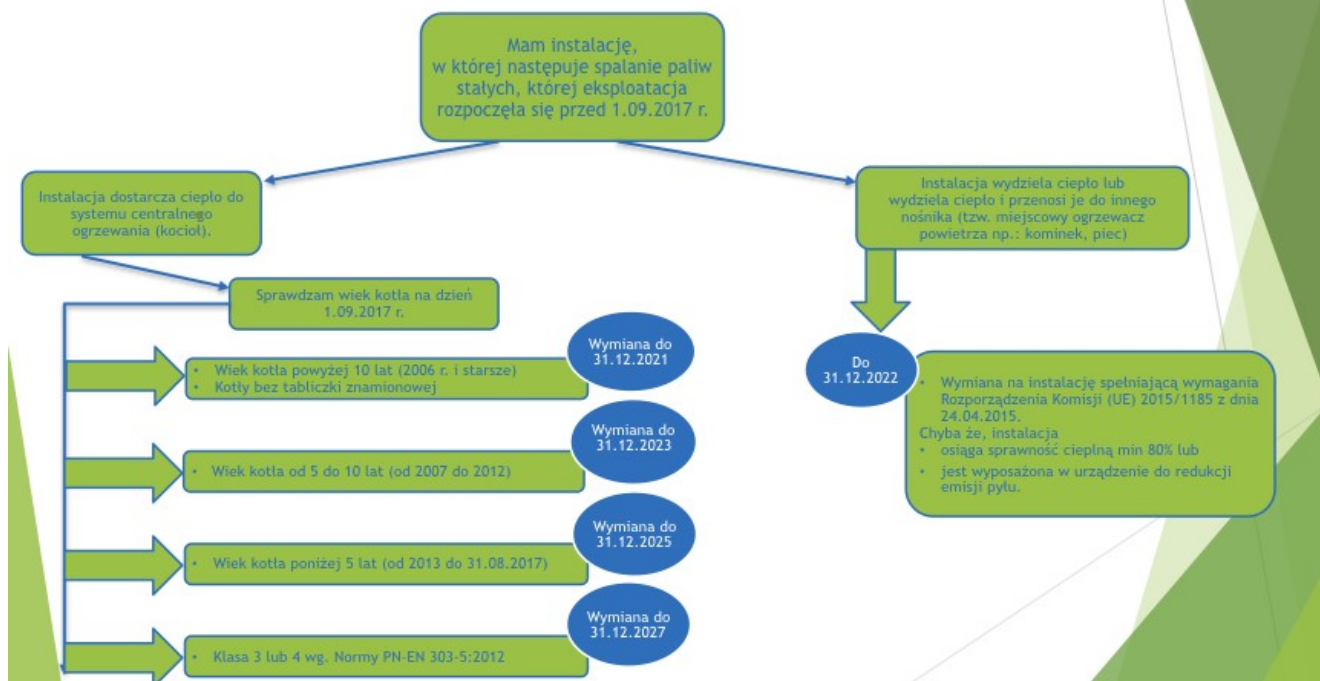 Mam instalację,
w której następuje spalanie paliw
stałych, której eksploatacja
rozpoczęła się przed 1.09.2017 r.
Instalacja dostarcza ciepło do
systemu centralnego
ogrzewania (kocioł).
Instalacja wydziela ciepło lub
wydziela ciepło i przenosi je do innego
nośnika (tzw. miejscowy ogrzewacz
powietrza np.: kominek, piec)
Sprawdzam wiek kotła na dzień
1.09.2017 r.
Wymiana do
31.12.2021
• Wiek kotła powyżej 10 lat (2006 r. i starsze)
• Kotły bez tabliczki znamionowej
Wymiana do
31.12.2023
• Wiek kotła od 5 do 10 lat (od 2007 do 2012)
Wymiana do
31.12.2025
• Wiek kotła poniżej 5 lat (od 2013 do 31.08.2017)
Wymiana do
31.12.2027
• Klasa 3 lub 4 wg. Normy PN-EN 303-5:2012
Do
31.12.2022
• Wymiana na instalację spełniającą wymagania
Rozporządzenia Komisji (UE) 2015/1185 z dnia
24.04.2015.
Chyba że, instalacja
• osiąga sprawność cieplną min 80% lub
• jest wyposażona w urządzenie do redukcji
emisji pyłu.